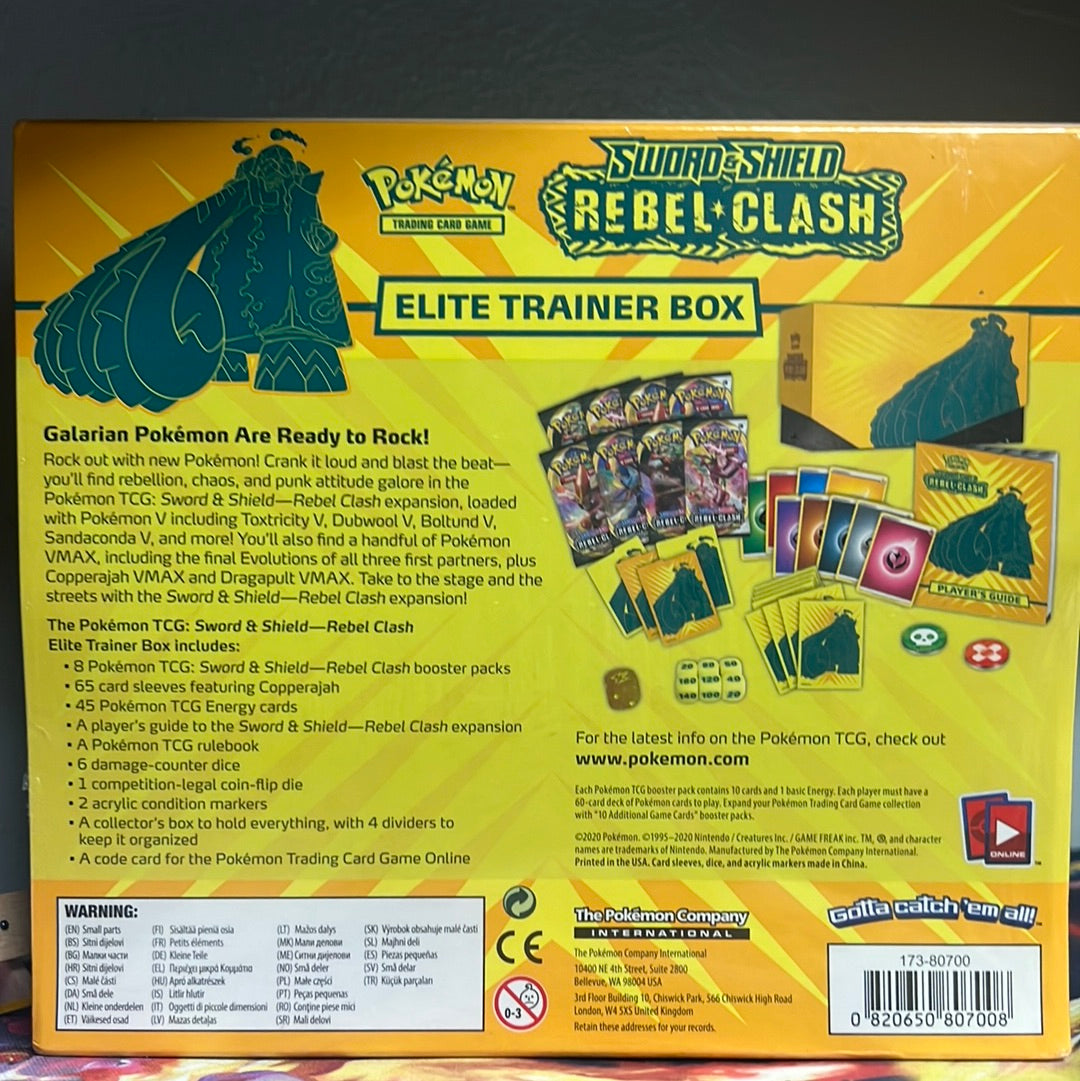 Pokémon
TRADING CARD GAME
SWORD & SHIELD
REBEL CLASH
ELITE TRAINER BOX
Galarian Pokémon Are Ready to Rock!
Rock out with new Pokémon! Crank it loud and blast the beat—
you'll find rebellion, chaos, and punk attitude galore in the
Pokémon TCG: Sword & Shield—Rebel Clash expansion, loaded
with Pokémon V including Toxtricity V, Dubwool V, Boltund V,
Sandaconda V, and more! You'll also find a handful of Pokémon
VMAX, including the final Evolutions of all three first partners, plus
Copperajah VMAX and Dragapult VMAX. Take to the stage and the
streets with the Sword & Shield—Rebel Clash expansion!
The Pokémon TCG: Sword & Shield—Rebel Clash
Elite Trainer Box includes:
• 8 Pokémon TCG: Sword & Shield—Rebel Clash booster packs
• 65 card sleeves featuring Copperajah
• 45 Pokémon TCG Energy cards
• A player's guide to the Sword & Shield—Rebel Clash expansion
• A Pokémon TCG rulebook
• 6 damage-counter dice
• 1 competition-legal coin-flip die
• 2 acrylic condition markers
• A collector's box to hold everything, with 4 dividers to
keep it organized
• A code card for the Pokémon Trading Card Game Online
REBEL CLASH
PLAYER'S GUIDE
20 80 50
160 120 40
140 100 20
For the latest info on the Pokémon TCG, check out
www.pokemon.com
Each Pokémon TCG booster pack contains 10 cards and 1 basic Energy. Each player must have a
60-card deck of Pokémon cards to play. Expand your Pokémon Trading Card Game collection
with "10 Additional Game Cards" booster packs.
©2020 Pokémon. ©1995–2020 Nintendo / Creatures Inc. / GAME FREAK inc. TM, ®, and character
names are trademarks of Nintendo. Manufactured by The Pokémon Company International.
Printed in the USA. Card sleeves, dice, and acrylic markers made in China.
ONLINE
WARNING:
(EN) Small parts
(BS) Sitni dijelovi
(BG) Малки части
(HR) Sitni dijelovi
(CS) Malé části
(DA) Små dele
(NL) Kleine onderdelen
(ET) Väikesed osad
(FI) Sisältää pieniä osia
(FR) Petits éléments
(DE) Kleine Teile
(EL) Περιέχει μικρά Κομμάτια
(HU) Apró alkatrészek
(IS) Litlir hlutir
(IT) Oggetti di piccole dimensioni
(LV) Mazas detaļas
(LT) Mažos dalys
(MK) Мали делови
(ME) Ситни дијелови
(NO) Små deler
(PL) Małe części
(PT) Peças pequenas
(RO) Conține piese mici
(SR) Mali delovi
(SK) Výrobok obsahuje malé časti
(SL) Majhni deli
(ES) Piezas pequeñas
(SV) Små delar
(TR) Küçük parçaları
CE
0-3
The Pokémon Company
INTERNATIONAL
The Pokémon Company International
10400 NE 4th Street, Suite 2800
Bellevue, WA 98004 USA
3rd Floor Building 10, Chiswick Park, 566 Chiswick High Road
London, W4 5XS United Kingdom
Retain these addresses for your records.
Gotta catch 'em all!
173-80700
0 820650 807008